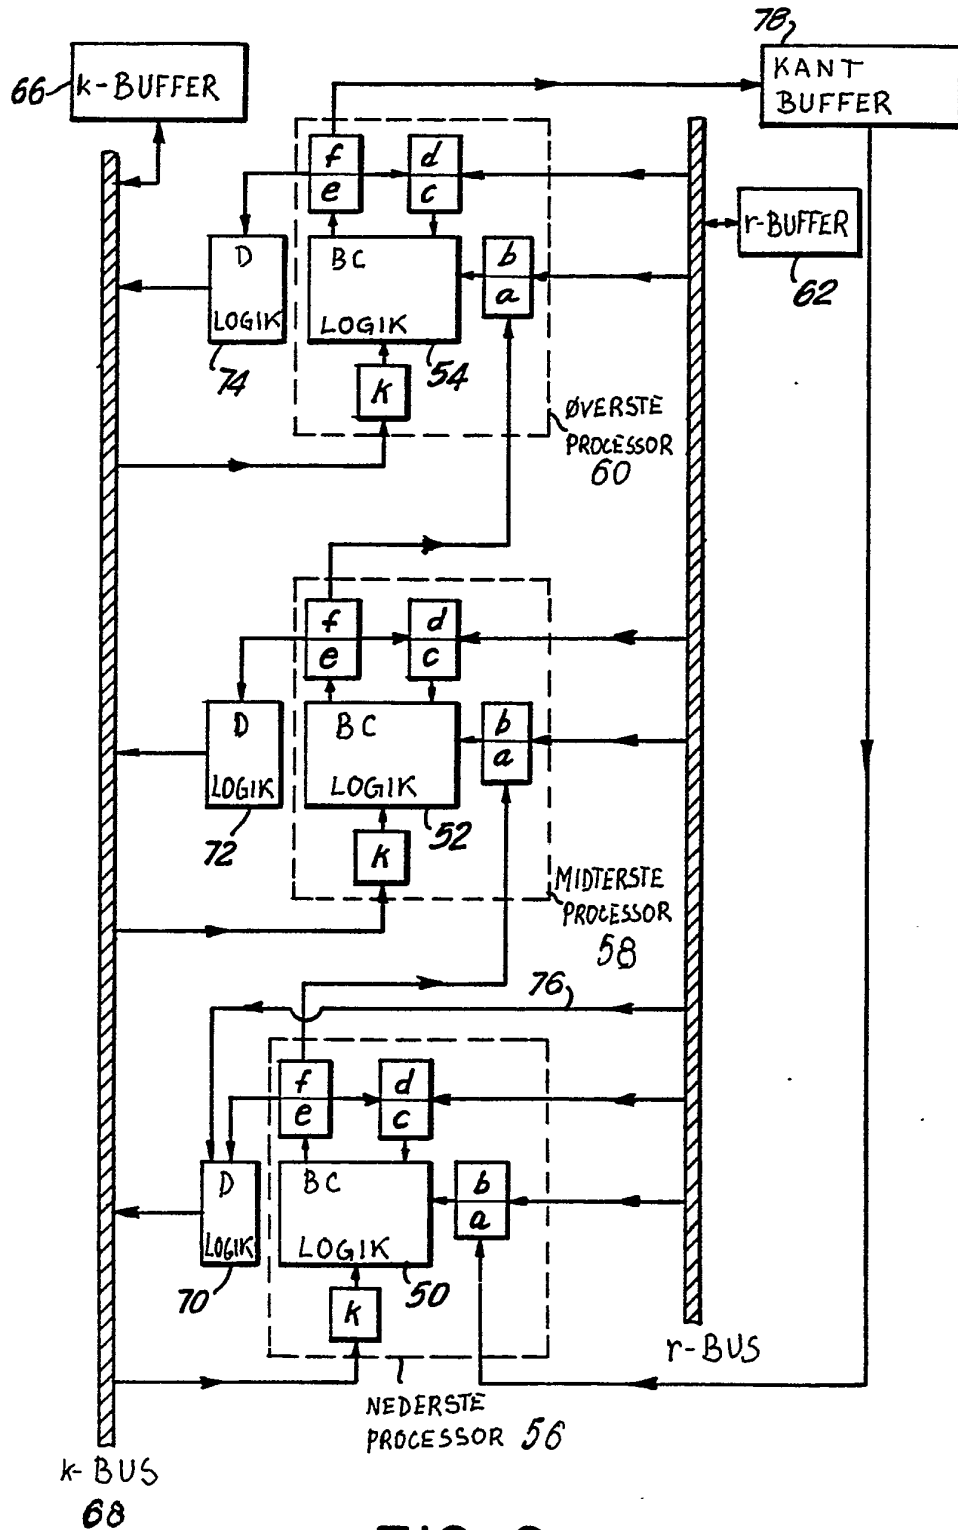 78
66
k-BUFFER
KANT
BUFFER
f
e
d
c
r-BUFFER
62
D
LOGIK
74
BC
LOGIK
54
b
a
k
ØVERSTE
PROCESSOR
60
f
e
d
c
D
LOGIK
72
BC
LOGIK
52
b
a
k
MIDTERSTE
PROCESSOR
58
76
f
e
d
c
D
LOGIK
70
BC
LOGIK
50
b
a
k
r-BUS
NEDERSTE
PROCESSOR 56
k-BUS
68